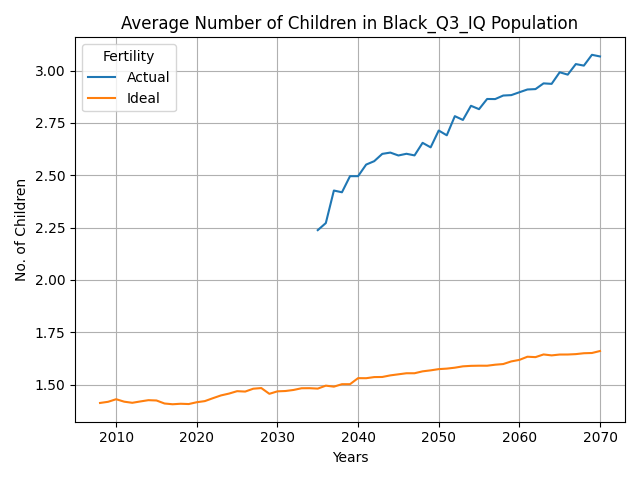 Average Number of Children in Black_Q3_IQ Population
Fertility
Actual
Ideal
3.00
2.75
2.50
2.25
2.00
1.75
1.50
No. of Children
2010 2020 2030 2040 2050 2060 2070
Years